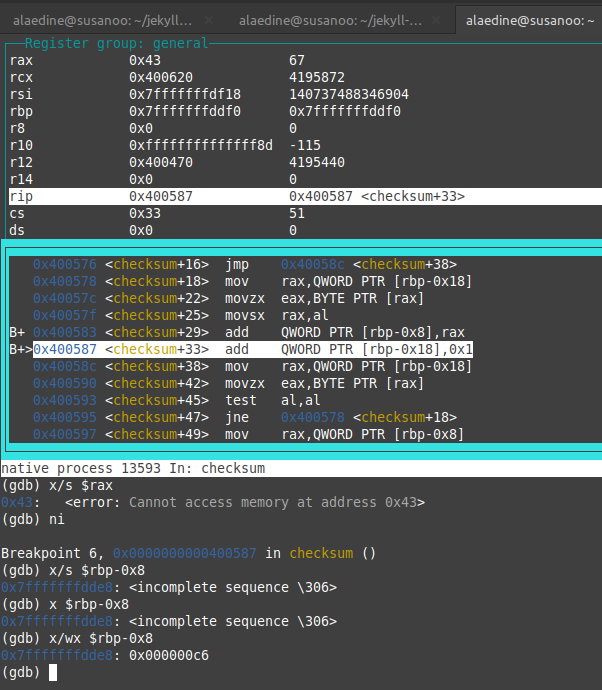 alaedine@susanoo: ~/jekyll... × alaedine@susanoo: ~/jekyll-... × alaedine@susanoo: ~
Register group: general
rax 0x43 67
rcx 0x400620 4195872
rsi 0x7fffffffdf18 140737488346904
rbp 0x7fffffffddf0 0x7fffffffddf0
r8 0x0 0
r10 0xffffffffffffff8d -115
r12 0x400470 4195440
r14 0x0 0
rip 0x400587 0x400587 <checksum+33>
cs 0x33 51
ds 0x0 0
0x400576 <checksum+16> jmp 0x40058c <checksum+38>
0x400578 <checksum+18> mov rax,QWORD PTR [rbp-0x18]
0x40057c <checksum+22> movzx eax,BYTE PTR [rax]
0x40057f <checksum+25> movsx rax,al
B+ 0x400583 <checksum+29> add QWORD PTR [rbp-0x8],rax
B+>0x400587 <checksum+33> add QWORD PTR [rbp-0x18],0x1
0x40058c <checksum+38> mov rax,QWORD PTR [rbp-0x18]
0x400590 <checksum+42> movzx eax,BYTE PTR [rax]
0x400593 <checksum+45> test al,al
0x400595 <checksum+47> jne 0x400578 <checksum+18>
0x400597 <checksum+49> mov rax,QWORD PTR [rbp-0x8]
native process 13593 In: checksum
(gdb) x/s $rax
0x43: <error: Cannot access memory at address 0x43>
(gdb) ni
Breakpoint 6, 0x0000000000400587 in checksum ()
(gdb) x/s $rbp-0x8
0x7fffffffdde8: <incomplete sequence \306>
(gdb) x $rbp-0x8
0x7fffffffdde8: <incomplete sequence \306>
(gdb) x/wx $rbp-0x8
0x7fffffffdde8: 0x000000c6
(gdb)